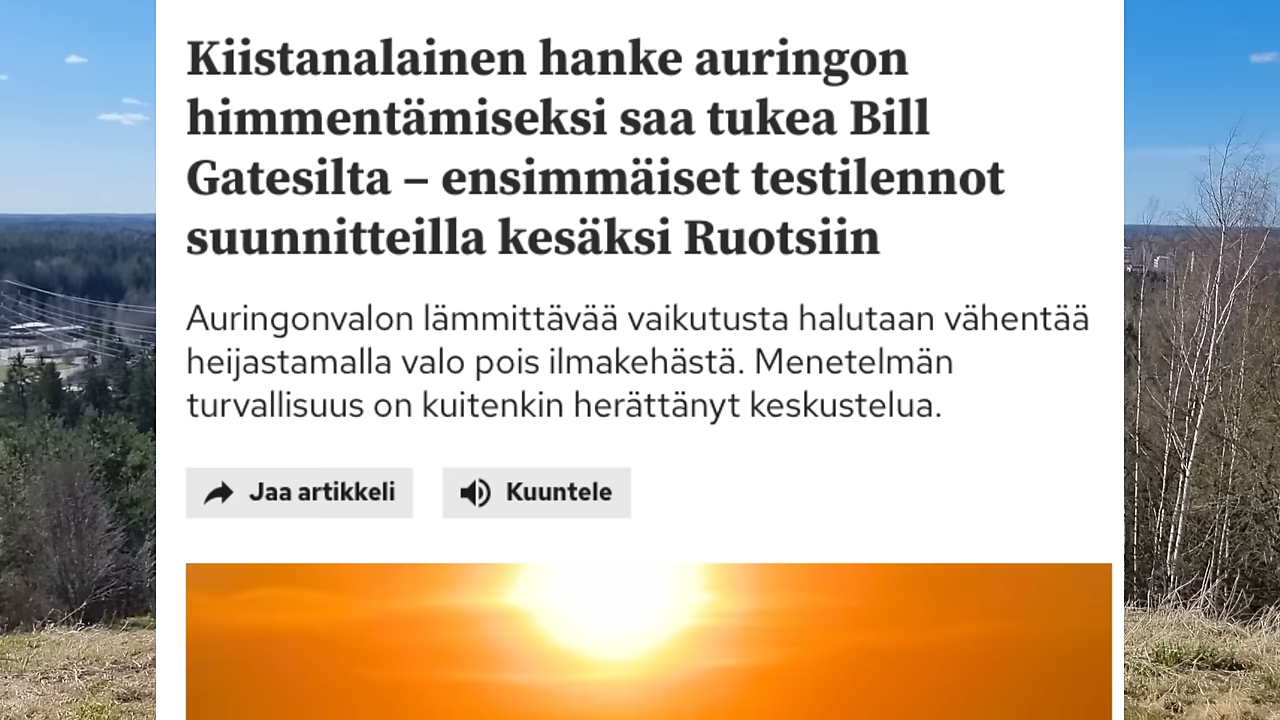 Kiistanalainen hanke auringon
himmentämiseksi saa tukea Bill
Gatesilta – ensimmäiset testilennot
suunnitteilla kesäksi Ruotsiin
Auringonvalon lämmittävää vaikutusta halutaan vähentää
heijastamalla valo pois ilmakehästä. Menetelmän
turvallisuus on kuitenkin herättänyt keskustelua.
Jaa artikkeli
Kuuntele